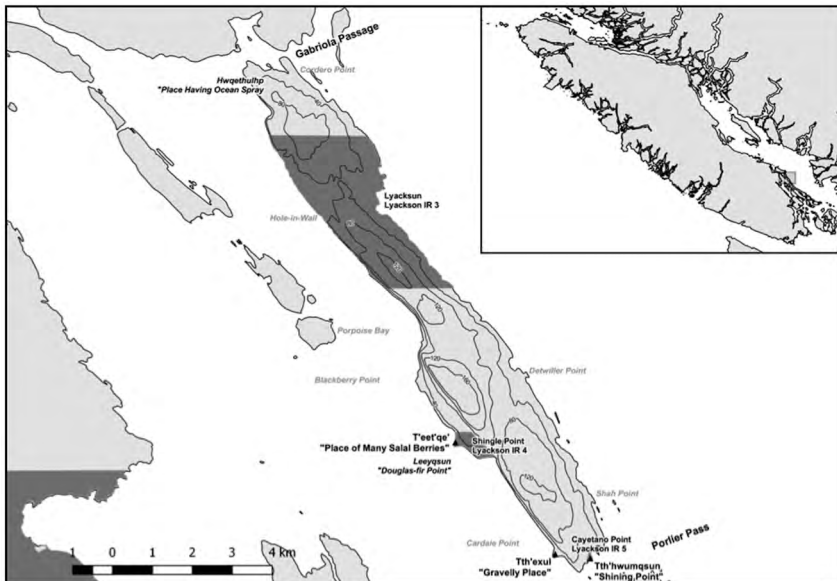 Gabriola Passage
Cordero Point
Hwqethulhp
"Place Having Ocean Spray
Lyacksun
Lyackson IR 3
Hole-in-Wall
Porpoise Bay
Blackberry Point
Detwiller Point
T'eet'qe'
"Place of Many Salal Berries"
Shingle Point
Lyackson IR 4
Leeyqsun
"Douglas-fir Point"
Shah Point
Cardale Point
Cayetano Point
Lyackson IR 5
Porlier Pass
Tth'exul
"Gravelly Place"
Tth'hwumqsun
"Shining Point"
1 0 1 2 3 4 km
120
120